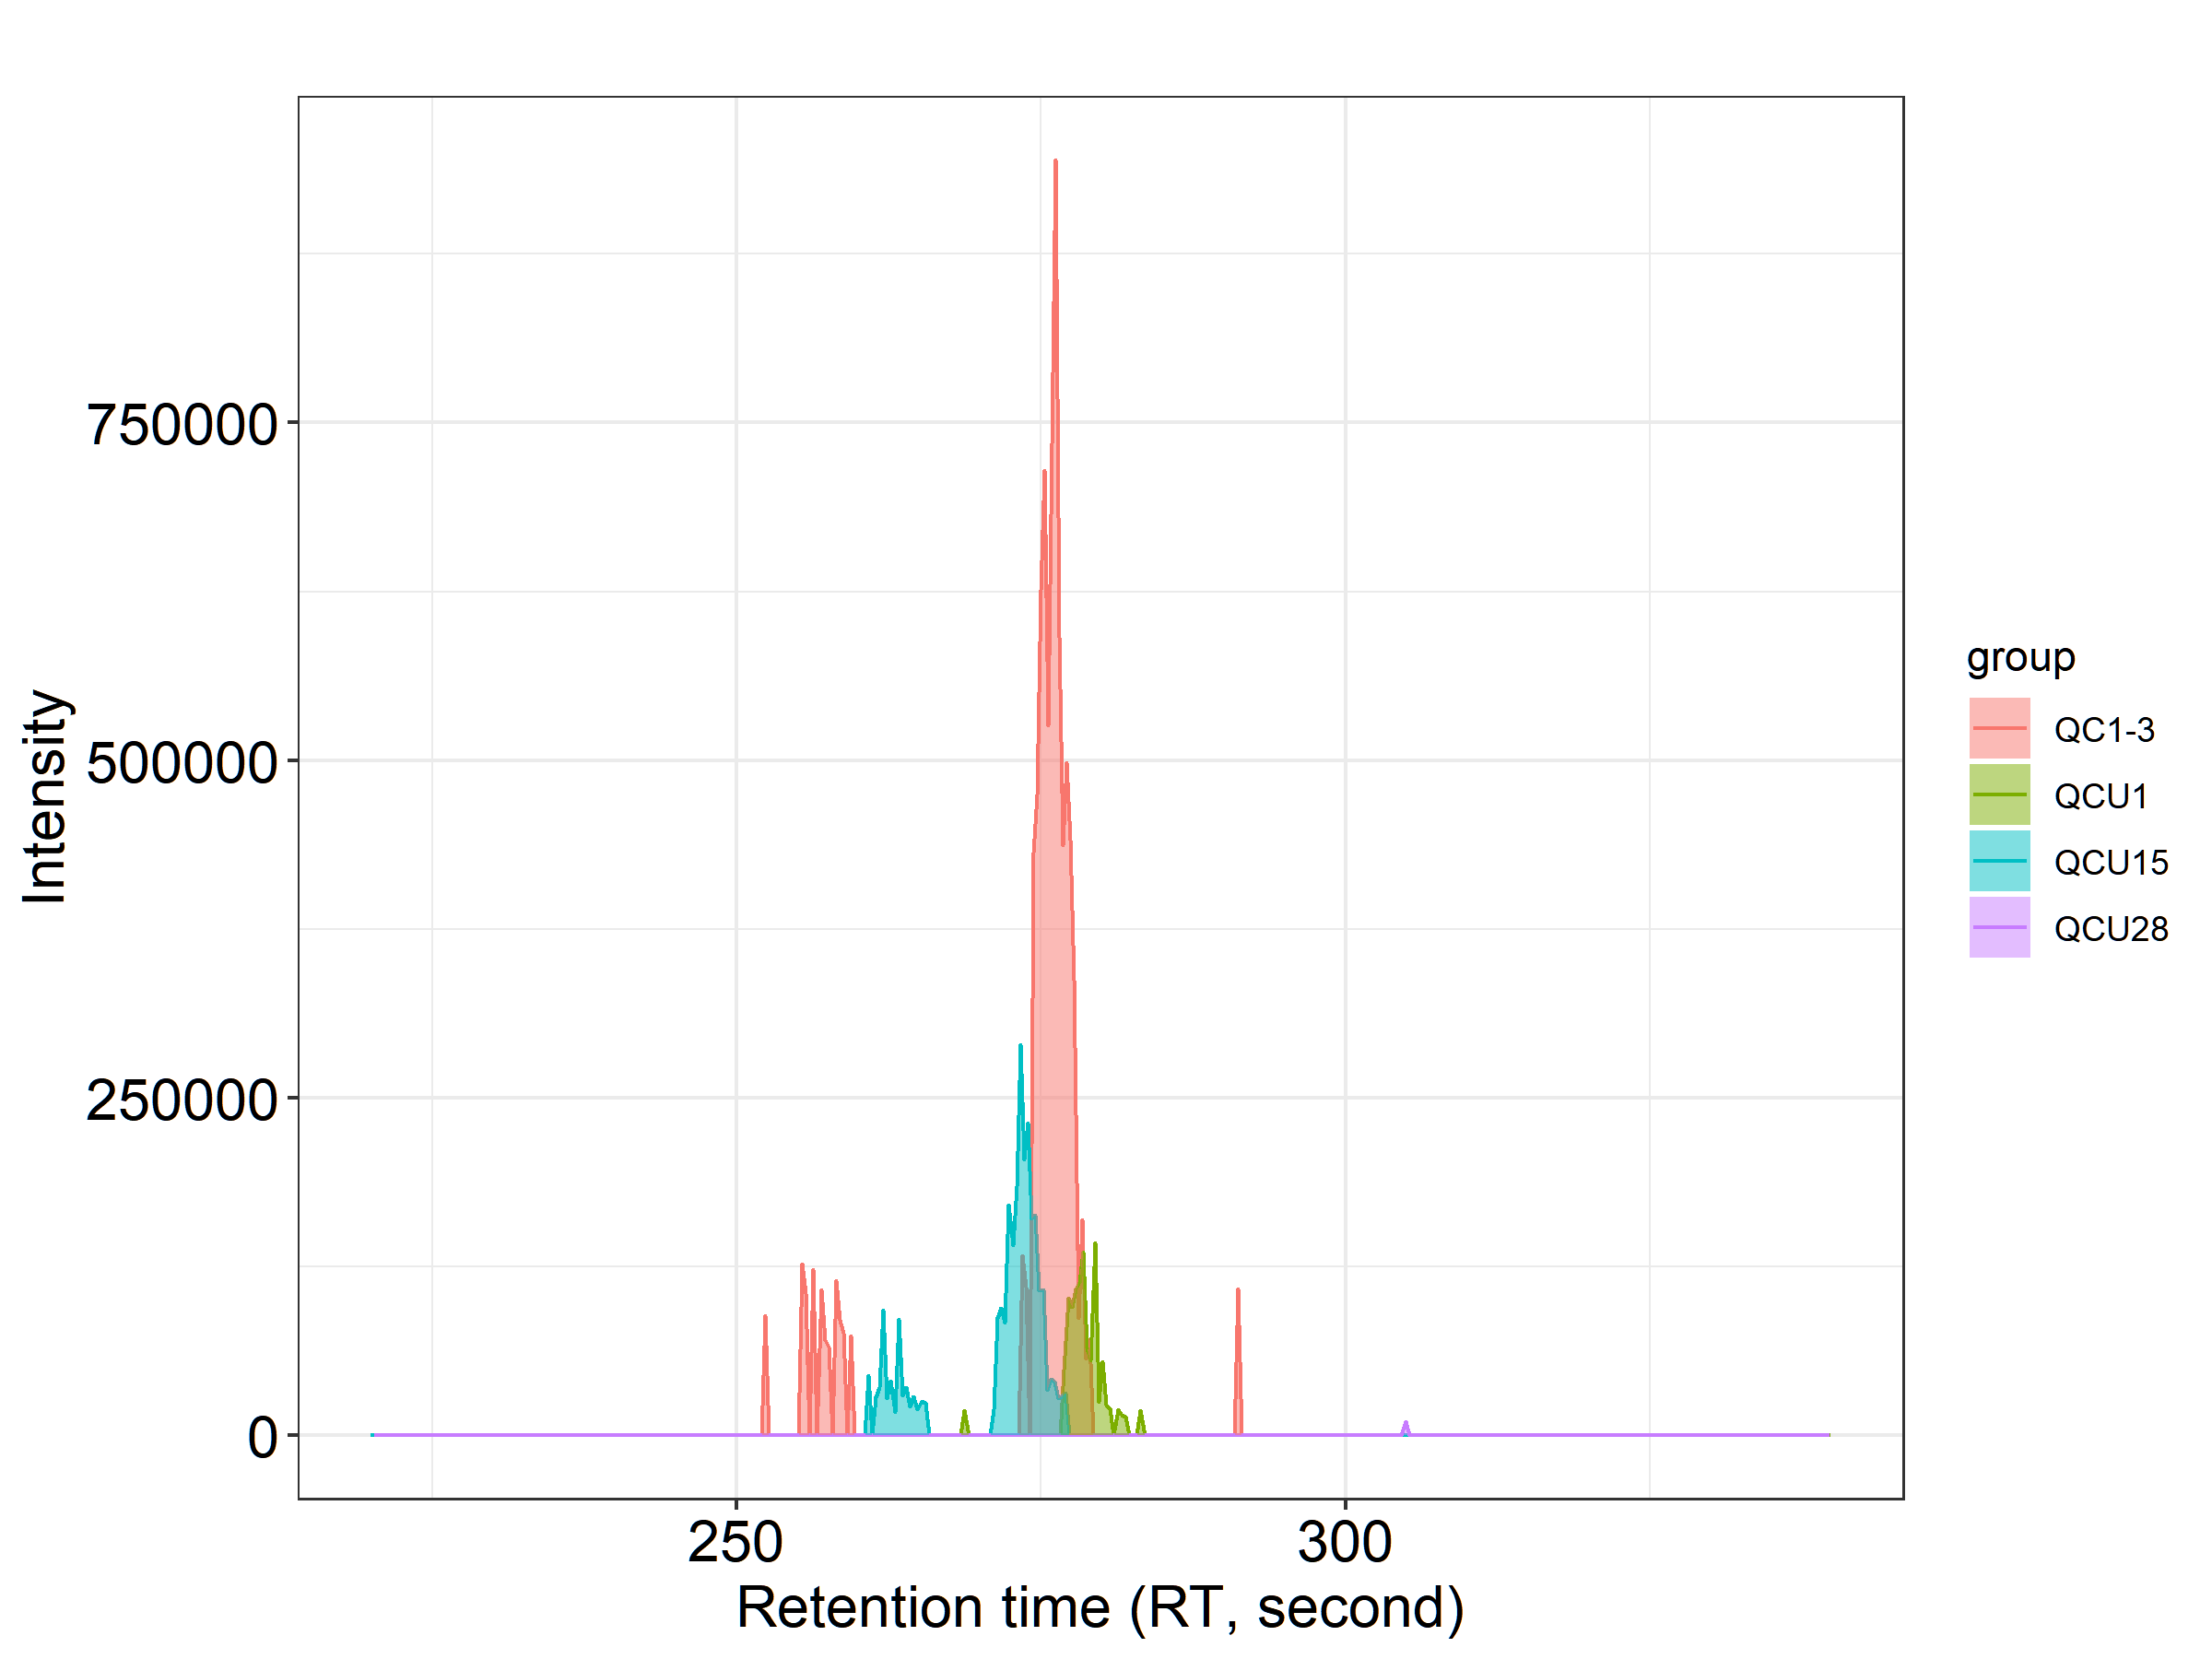 750000
500000
250000
0
Intensity
250
300
Retention time (RT, second)
group
QC1-3
QCU1
QCU15
QCU28